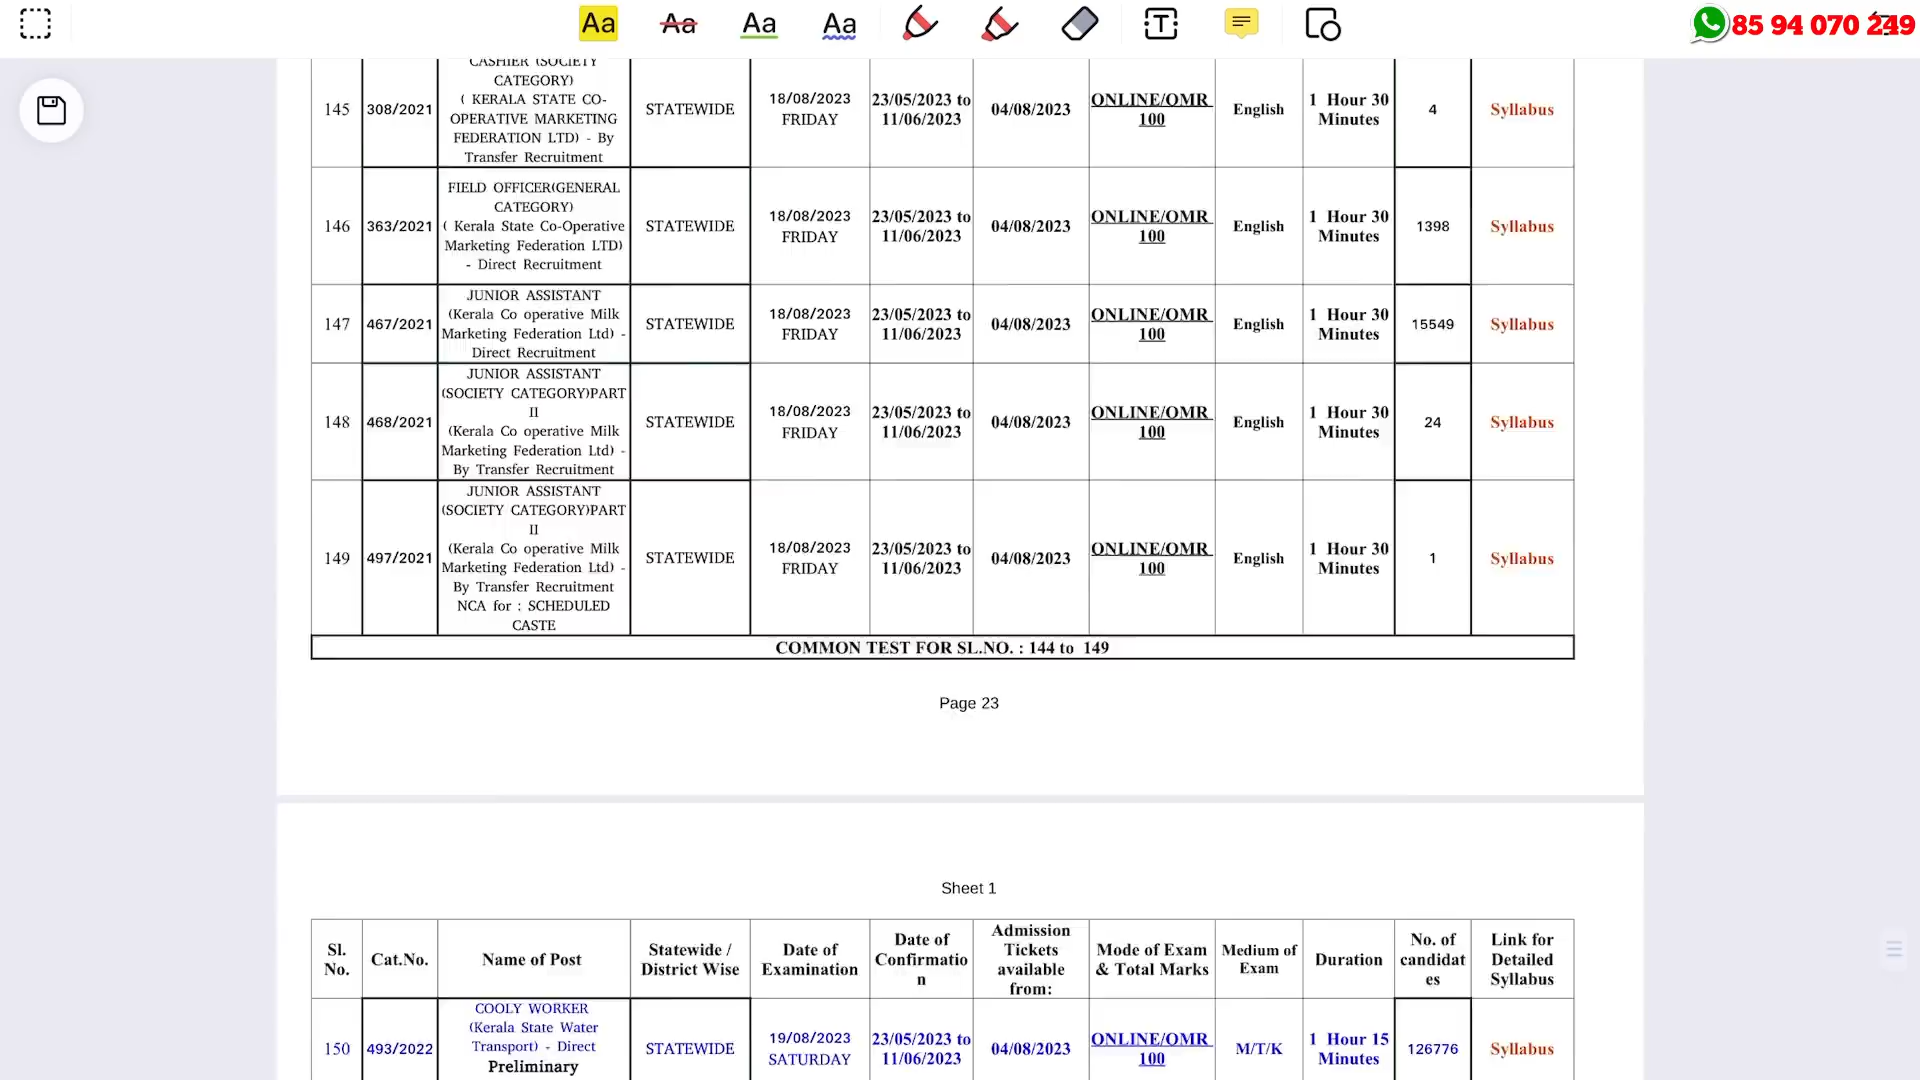 Aa Aa Aa Aa T 85 94 070 249
CASHIER (SOCIETY
CATEGORY)
( KERALA STATE CO-
OPERATIVE MARKETING
FEDERATION LTD) - By
Transfer Recruitment
145 308/2021 STATEWIDE 18/08/2023 FRIDAY 23/05/2023 to 11/06/2023 04/08/2023 ONLINE/OMR 100 English 1 Hour 30 Minutes 4 Syllabus
FIELD OFFICER(GENERAL
CATEGORY)
( Kerala State Co-Operative
Marketing Federation LTD)
- Direct Recruitment
146 363/2021 STATEWIDE 18/08/2023 FRIDAY 23/05/2023 to 11/06/2023 04/08/2023 ONLINE/OMR 100 English 1 Hour 30 Minutes 1398 Syllabus
JUNIOR ASSISTANT
(Kerala Co operative Milk
Marketing Federation Ltd) -
Direct Recruitment
147 467/2021 STATEWIDE 18/08/2023 FRIDAY 23/05/2023 to 11/06/2023 04/08/2023 ONLINE/OMR 100 English 1 Hour 30 Minutes 15549 Syllabus
JUNIOR ASSISTANT
(SOCIETY CATEGORY)PART
II
(Kerala Co operative Milk
Marketing Federation Ltd) -
By Transfer Recruitment
148 468/2021 STATEWIDE 18/08/2023 FRIDAY 23/05/2023 to 11/06/2023 04/08/2023 ONLINE/OMR 100 English 1 Hour 30 Minutes 24 Syllabus
JUNIOR ASSISTANT
(SOCIETY CATEGORY)PART
II
(Kerala Co operative Milk
Marketing Federation Ltd) -
By Transfer Recruitment
NCA for : SCHEDULED
CASTE
149 497/2021 STATEWIDE 18/08/2023 FRIDAY 23/05/2023 to 11/06/2023 04/08/2023 ONLINE/OMR 100 English 1 Hour 30 Minutes 1 Syllabus
COMMON TEST FOR SL.NO. : 144 to 149
Page 23
Sheet 1
Sl. No. Cat.No. Name of Post Statewide / District Wise Date of Examination Date of Confirmatio n Admission Tickets available from: Mode of Exam & Total Marks Medium of Exam Duration No. of candidat es Link for Detailed Syllabus
COOLY WORKER
(Kerala State Water
Transport) - Direct
Preliminary
150 493/2022 STATEWIDE 19/08/2023 SATURDAY 23/05/2023 to 11/06/2023 04/08/2023 ONLINE/OMR 100 M/T/K 1 Hour 15 Minutes 126776 Syllabus